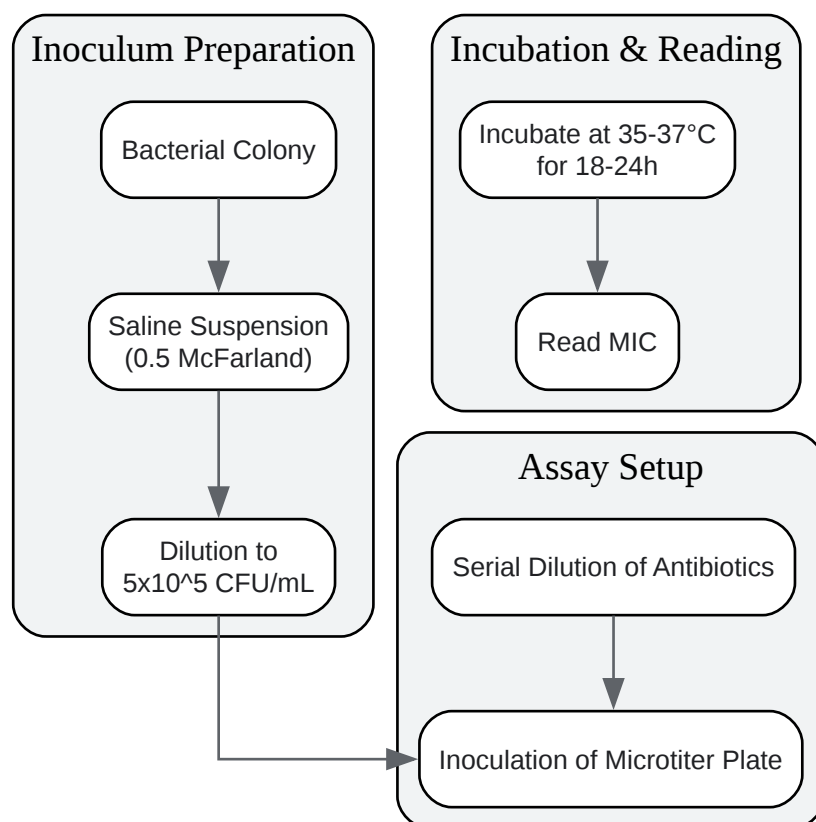 Inoculum Preparation
Bacterial Colony
Saline Suspension
(0.5 McFarland)
Dilution to
5x10^5 CFU/mL
Incubation & Reading
Incubate at 35-37°C
for 18-24h
Read MIC
Assay Setup
Serial Dilution of Antibiotics
Inoculation of Microtiter Plate